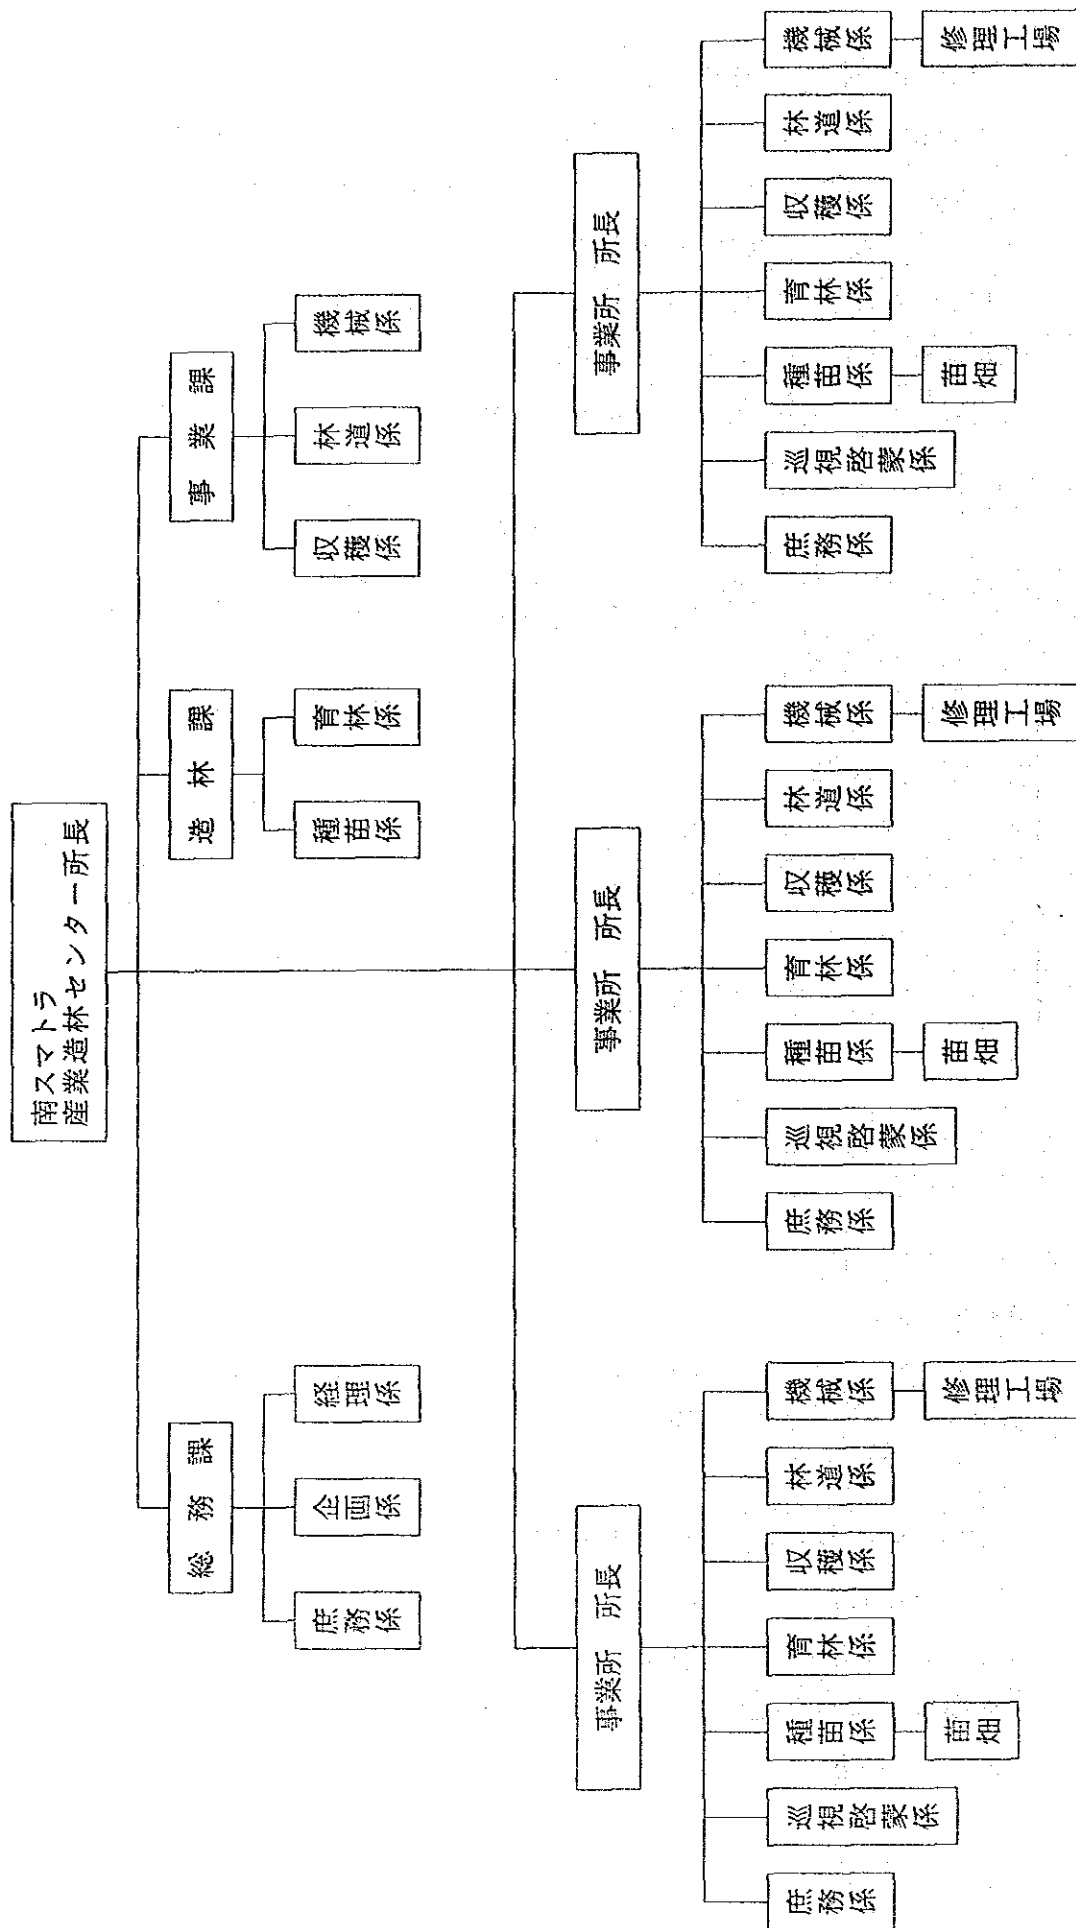 南スマトラ
産業造林センター所長
総務課
造林課
事業課
庶務係
企画係
経理係
種苗係
育林係
収穫係
林道係
機械係
事業所 所長
事業所 所長
事業所 所長
庶務係
巡視啓蒙係
種苗係
育林係
収穫係
林道係
機械係
苗畑
修理工場
庶務係
巡視啓蒙係
種苗係
育林係
収穫係
林道係
機械係
苗畑
修理工場
庶務係
巡視啓蒙係
種苗係
育林係
収穫係
林道係
機械係
苗畑
修理工場